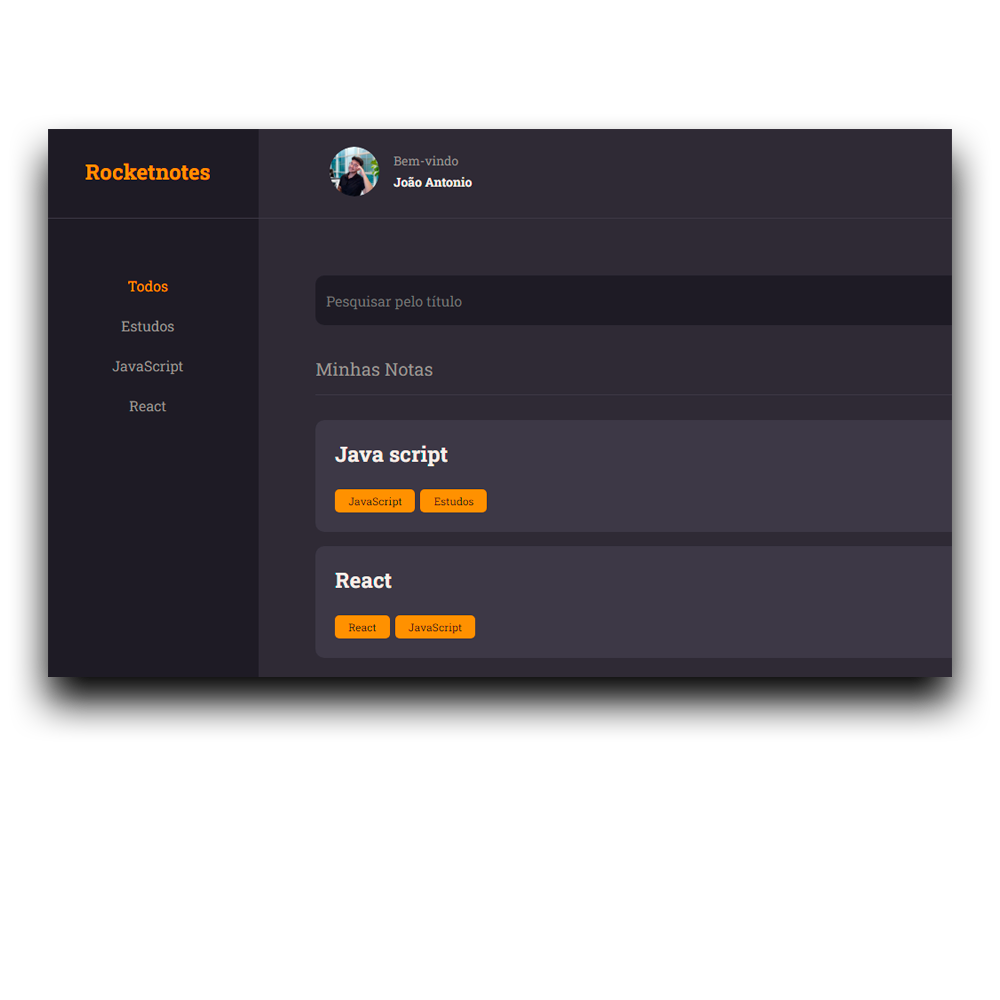 Rocketnotes
Bem-vindo
João Antonio
Todos
Estudos
JavaScript
React
Pesquisar pelo título
Minhas Notas
Java script
JavaScript Estudos
React
React JavaScript